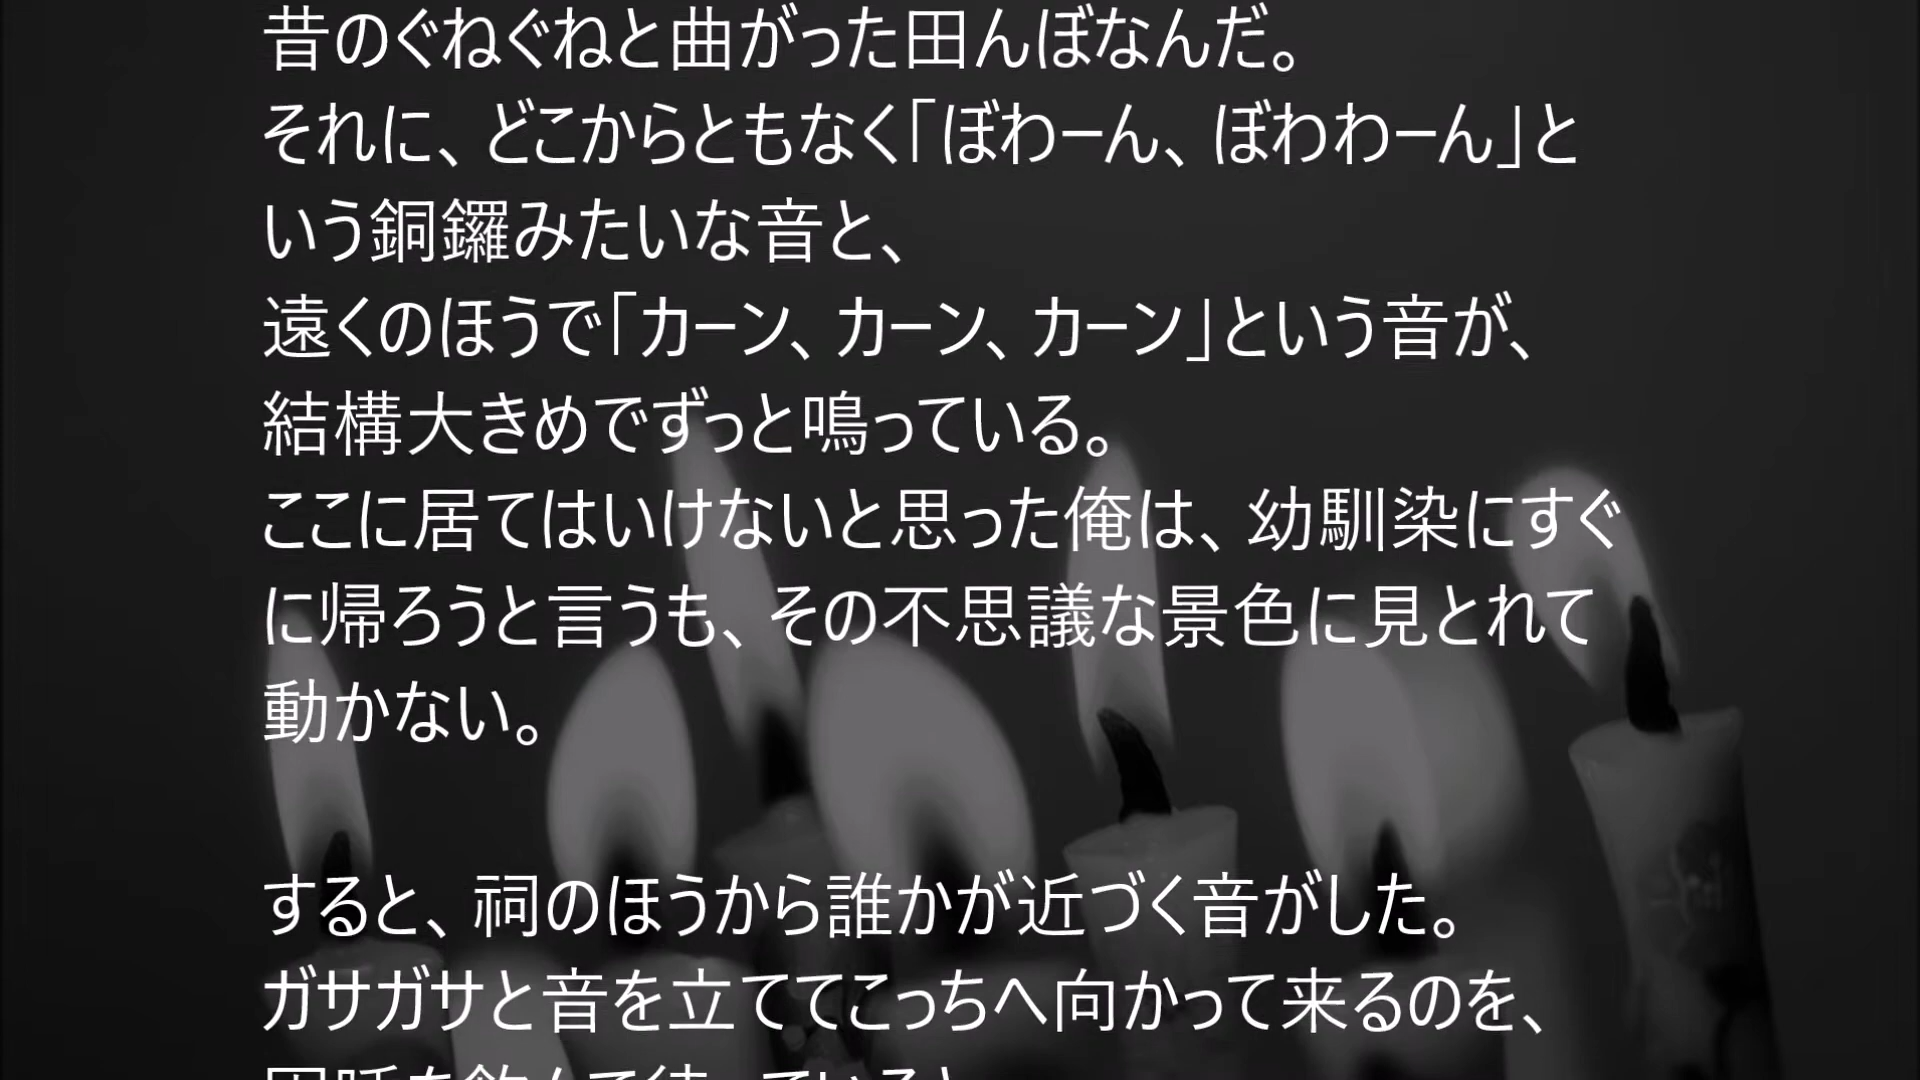 昔のぐねぐねと曲がった田んぼなんだ。
それに、どこからともなく「ぼわーん、ぼわわーん」と
いう銅鑼みたいな音と、
遠くのほうで「カーン、カーン、カーン」という音が、
結構大きめでずっと鳴っている。
ここに居てはいけないと思った俺は、幼馴染にすぐ
に帰ろうと言うも、その不思議な景色に見とれて
動かない。
すると、祠のほうから誰かが近づく音がした。
ガサガサと音を立ててこっちへ向かって来るのを、